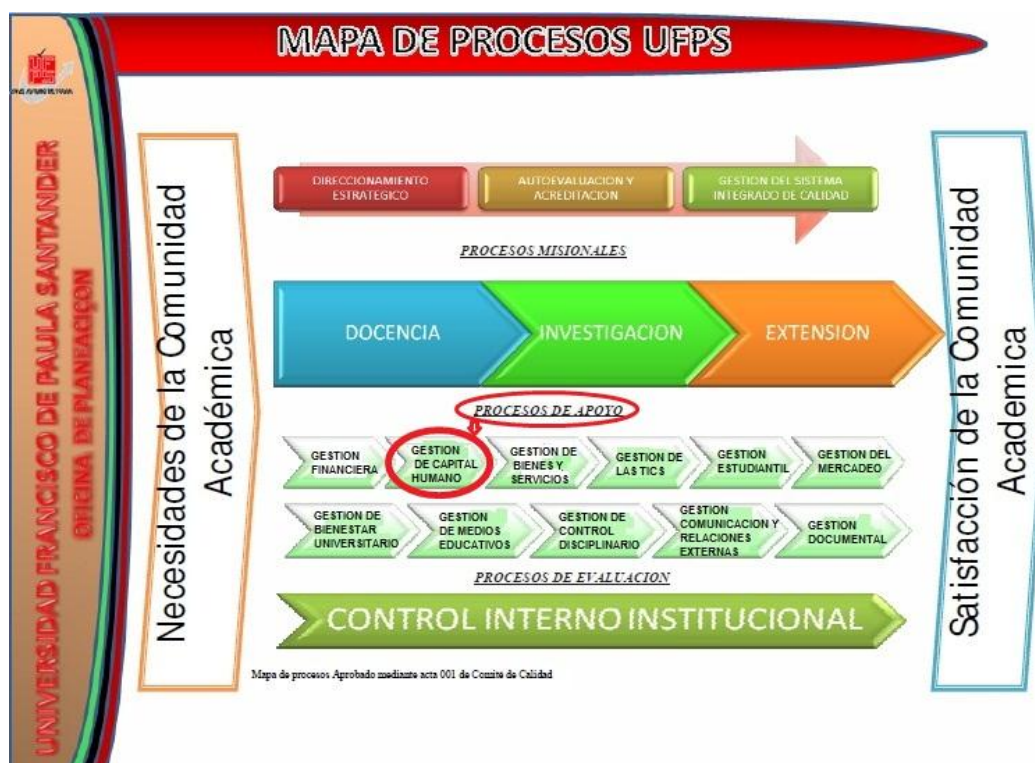 MAPA DE PROCESOS UFPS
UNIVERSIDAD FRANCISCO DE PAULA SANTANDER
OFICINA DE PLANEACIÇON
Necesidades de la Comunidad
Académica
DIRECCIONAMIENTO
ESTRATEGICO
AUTOEVALUACION Y
ACREDITACION
GESTION DEL SISTEMA
INTEGRADO DE CALIDAD
PROCESOS MISIONALES
DOCENCIA
INVESTIGACION
EXTENSION
PROCESOS DE APOYO
GESTION
FINANCIERA
GESTION
DE CAPITAL
HUMANO
GESTION DE
BIENES Y
SERVICIOS
GESTION DE
LAS TICS
GESTION
ESTUDIANTIL
GESTION DEL
MERCADEO
GESTION DE
BIENESTAR
UNIVERSITARIO
GESTION
DE MEDIOS
EDUCATIVOS
GESTION DE
CONTROL
DISCIPLINARIO
GESTION
COMUNICACION Y
RELACIONES
EXTERNAS
GESTION
DOCUMENTAL
PROCESOS DE EVALUACION
CONTROL INTERNO INSTITUCIONAL
Mapa de procesos Aprobado mediante acta 001 de Comite de Calidad
Satisfacción de la Comunidad
Academica